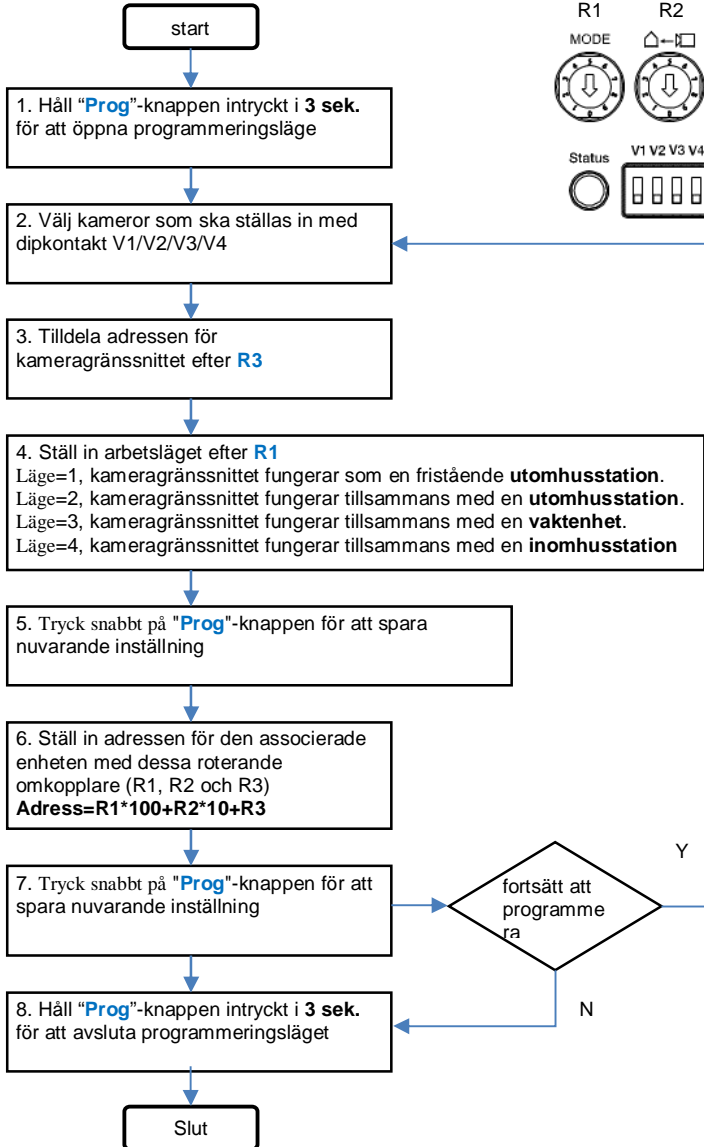 start
R1 R2
MODE
Status
V1 V2 V3 V4
1. Håll “Prog”-knappen intryckt i 3 sek.
för att öppna programmeringsläge
2. Välj kameror som ska ställas in med
dipkontakt V1/V2/V3/V4
3. Tilldela adressen för
kameragränssnittet efter R3
4. Ställ in arbetsläget efter R1
Läge=1, kameragränssnittet fungerar som en fristående utomhusstation.
Läge=2, kameragränssnittet fungerar tillsammans med en utomhusstation.
Läge=3, kameragränssnittet fungerar tillsammans med en vaktenhet.
Läge=4, kameragränssnittet fungerar tillsammans med en inomhusstation
5. Tryck snabbt på "Prog"-knappen för att spara
nuvarande inställning
6. Ställ in adressen för den associerade
enheten med dessa roterande
omkopplare (R1, R2 och R3)
Adress=R1*100+R2*10+R3
7. Tryck snabbt på "Prog"-knappen för att
spara nuvarande inställning
fortsätt att
programme
ra
Y
N
8. Håll “Prog”-knappen intryckt i 3 sek.
för att avsluta programmeringsläget
Slut